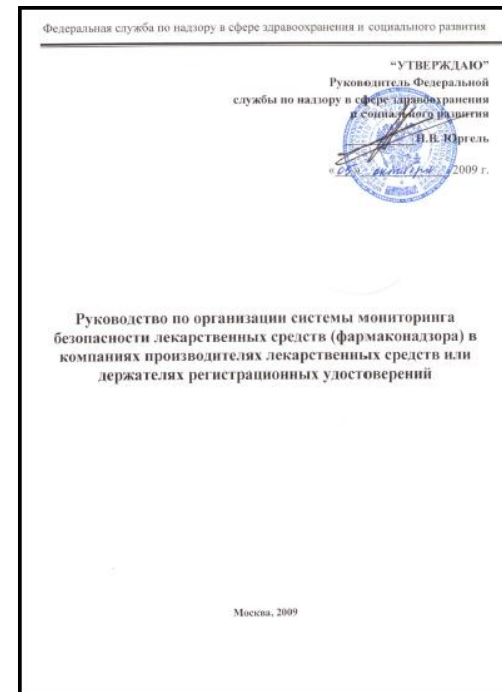 Федеральная служба по надзору в сфере здравоохранения и социального развития
“УТВЕРЖДАЮ”
Руководитель Федеральной
службы по надзору в сфере здравоохранения
и социального развития
Н.В. Юргель
«05» октября 2009 г.
Руководство по организации системы мониторинга
безопасности лекарственных средств (фармаконадзора) в
компаниях производителях лекарственных средств или
держателях регистрационных удостоверений
Москва, 2009